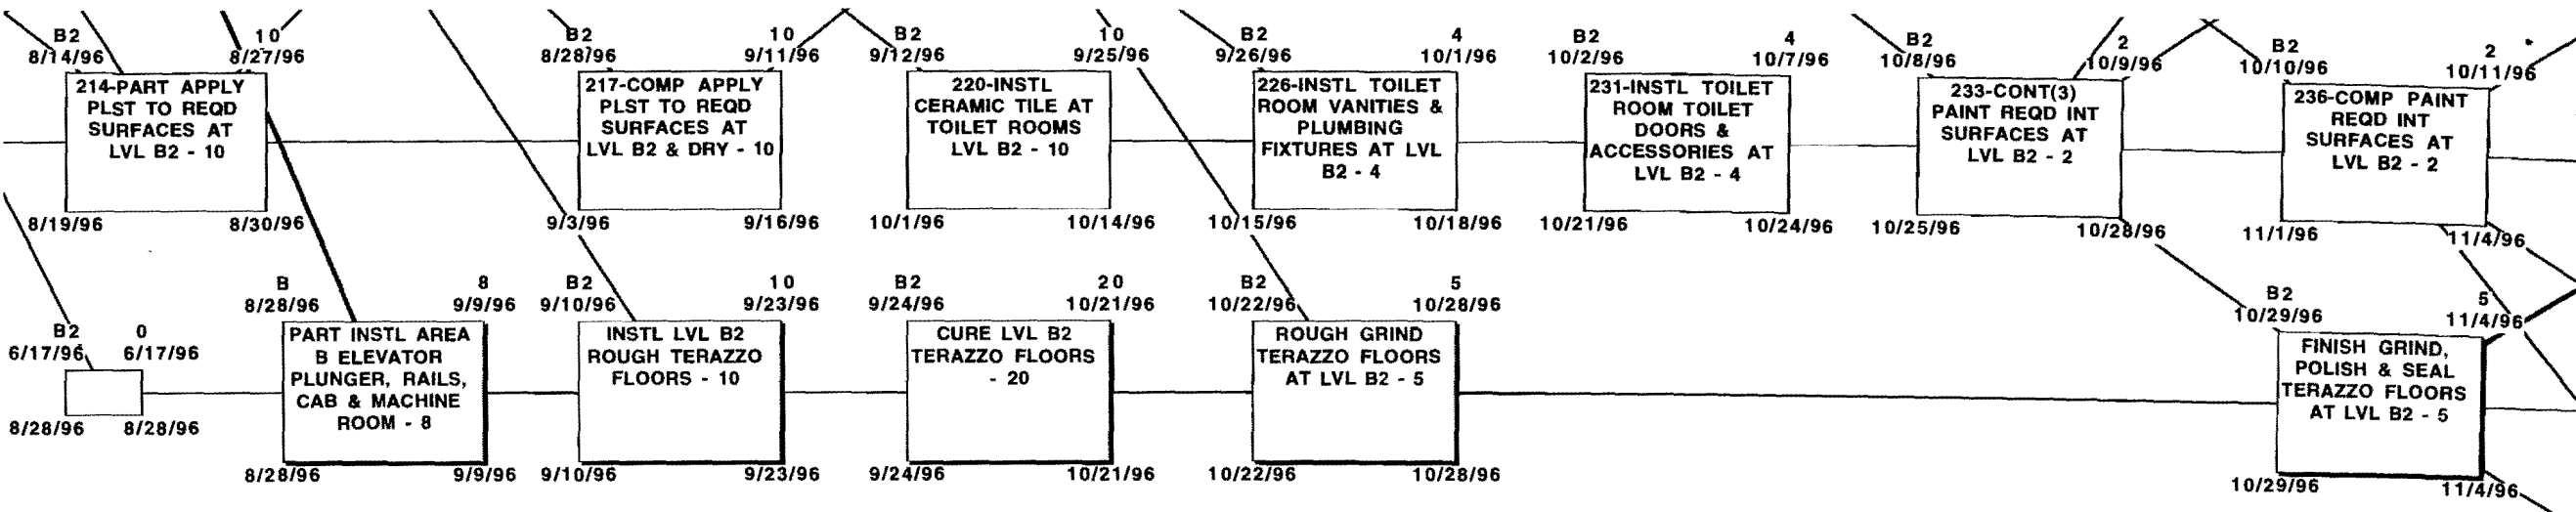 B2 10
8/14/96 8/27/96
214-PART APPLY
PLST TO REQD
SURFACES AT
LVL B2 - 10
8/19/96 8/30/96
B2 10
8/28/96 9/11/96
217-COMP APPLY
PLST TO REQD
SURFACES AT
LVL B2 & DRY - 10
9/3/96 9/16/96
B2 10
9/12/96 9/25/96
220-INSTL
CERAMIC TILE AT
TOILET ROOMS
LVL B2 - 10
10/1/96 10/14/96
B2 4
9/26/96 10/1/96
226-INSTL TOILET
ROOM VANITIES &
PLUMBING
FIXTURES AT LVL
B2 - 4
10/15/96 10/18/96
B2 4
10/2/96 10/7/96
231-INSTL TOILET
ROOM TOILET
DOORS &
ACCESSORIES AT
LVL B2 - 4
10/21/96 10/24/96
B2 2
10/8/96 10/9/96
233-CONT(3)
PAINT REQD INT
SURFACES AT
LVL B2 - 2
10/25/96 10/28/96
B2 2
10/10/96 10/11/96
236-COMP PAINT
REQD INT
SURFACES AT
LVL B2 - 2
11/1/96 11/4/96
B2 0
6/17/96 6/17/96
8/28/96 8/28/96
B 8
8/28/96 9/9/96
PART INSTL AREA
B ELEVATOR
PLUNGER, RAILS,
CAB & MACHINE
ROOM - 8
8/28/96 9/9/96
B2 10
9/10/96 9/23/96
INSTL LVL B2
ROUGH TERAZZO
FLOORS - 10
9/10/96 9/23/96
B2 20
9/24/96 10/21/96
CURE LVL B2
TERAZZO FLOORS
- 20
9/24/96 10/21/96
B2 5
10/22/96 10/28/96
ROUGH GRIND
TERAZZO FLOORS
AT LVL B2 - 5
10/22/96 10/28/96
B2 5
10/29/96 11/4/96
FINISH GRIND,
POLISH & SEAL
TERAZZO FLOORS
AT LVL B2 - 5
10/29/96 11/4/96